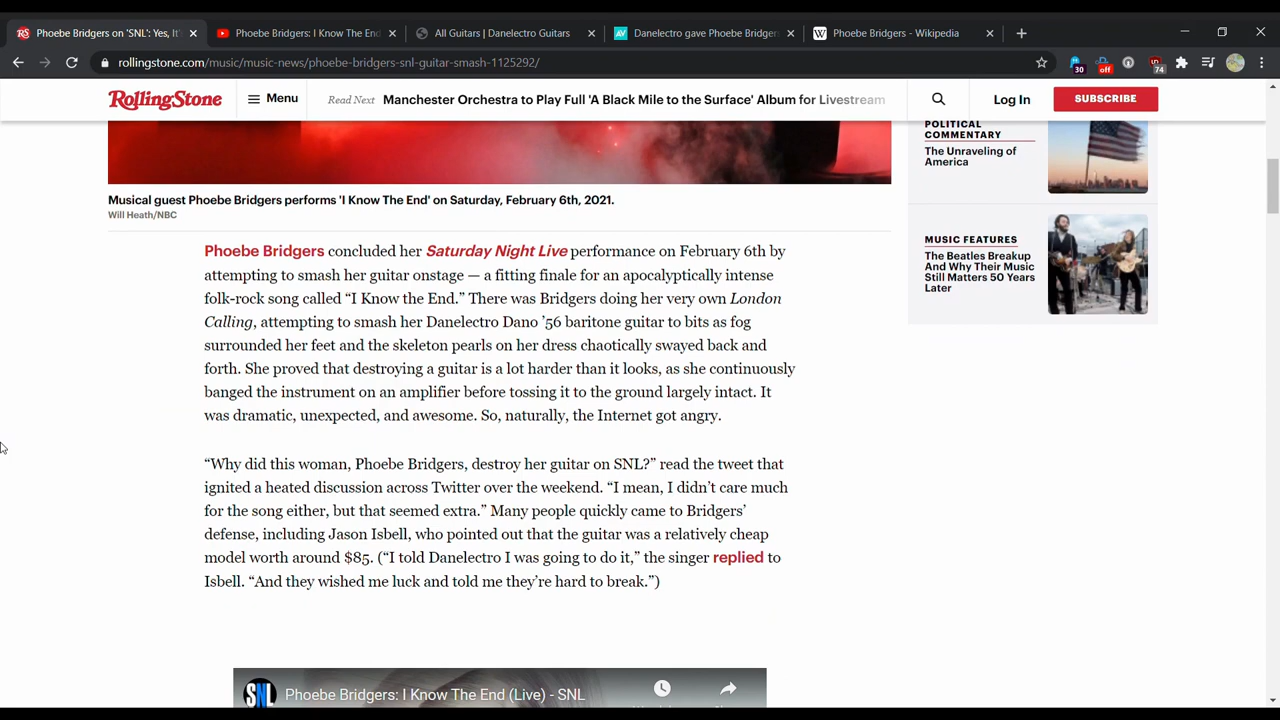 Phoebe Bridgers on 'SNL': Yes, It'
Phoebe Bridgers: I Know The End
All Guitars | Danelectro Guitars
Danelectro gave Phoebe Bridgers
Phoebe Bridgers - Wikipedia
rollingstone.com/music/music-news/phoebe-bridgers-snl-guitar-smash-1125292/
30
off
74
RollingStone
Menu
Read Next Manchester Orchestra to Play Full 'A Black Mile to the Surface' Album for Livestream
Log In
SUBSCRIBE
POLITICAL
COMMENTARY
The Unraveling of
America
Musical guest Phoebe Bridgers performs 'I Know The End' on Saturday, February 6th, 2021.
Will Heath/NBC
MUSIC FEATURES
The Beatles Breakup
And Why Their Music
Still Matters 50 Years
Later
Phoebe Bridgers concluded her Saturday Night Live performance on February 6th by
attempting to smash her guitar onstage — a fitting finale for an apocalyptically intense
folk-rock song called “I Know the End.” There was Bridgers doing her very own London
Calling, attempting to smash her Danelectro Dano ’56 baritone guitar to bits as fog
surrounded her feet and the skeleton pearls on her dress chaotically swayed back and
forth. She proved that destroying a guitar is a lot harder than it looks, as she continuously
banged the instrument on an amplifier before tossing it to the ground largely intact. It
was dramatic, unexpected, and awesome. So, naturally, the Internet got angry.
“Why did this woman, Phoebe Bridgers, destroy her guitar on SNL?” read the tweet that
ignited a heated discussion across Twitter over the weekend. “I mean, I didn’t care much
for the song either, but that seemed extra.” Many people quickly came to Bridgers’
defense, including Jason Isbell, who pointed out that the guitar was a relatively cheap
model worth around $85. (“I told Danelectro I was going to do it,” the singer replied to
Isbell. “And they wished me luck and told me they’re hard to break.”)
SNL
Phoebe Bridgers: I Know The End (Live) - SNL